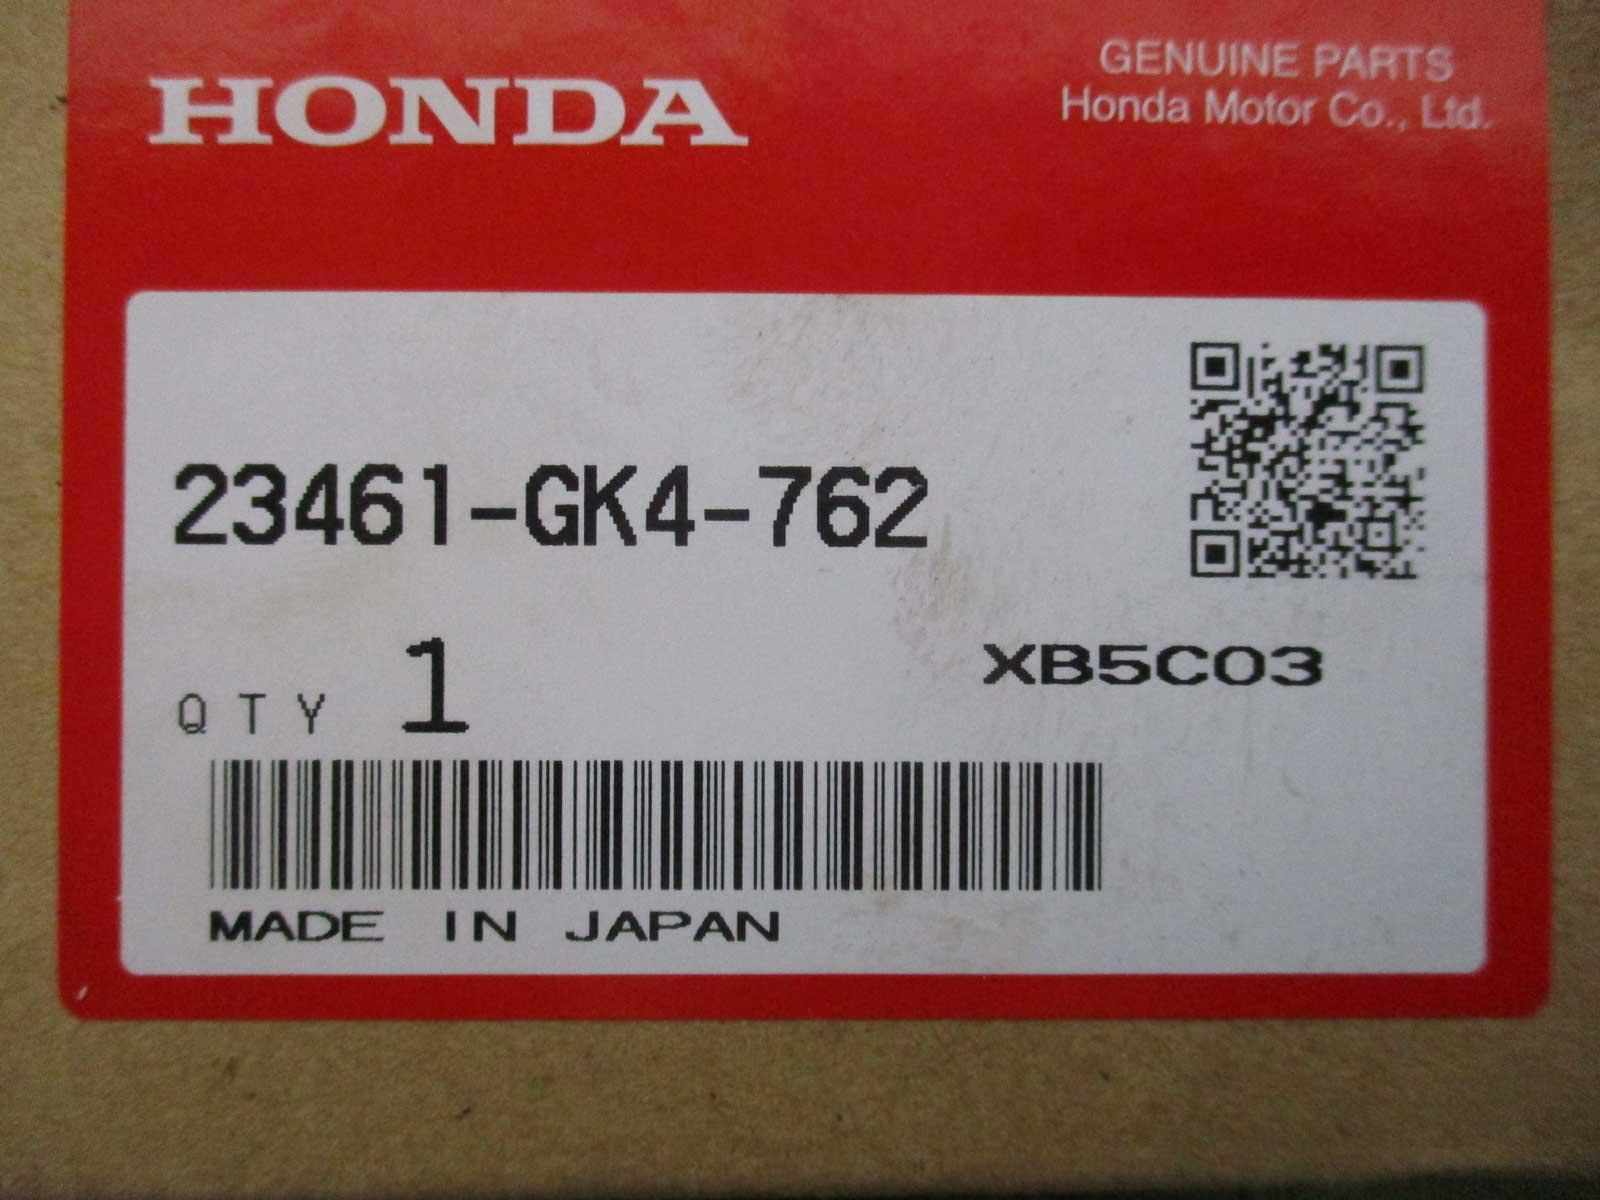 HONDA
GENUINE PARTS
Honda Motor Co., Ltd.
23461-GK4-762
QTY 1
XB5C03
MADE IN JAPAN